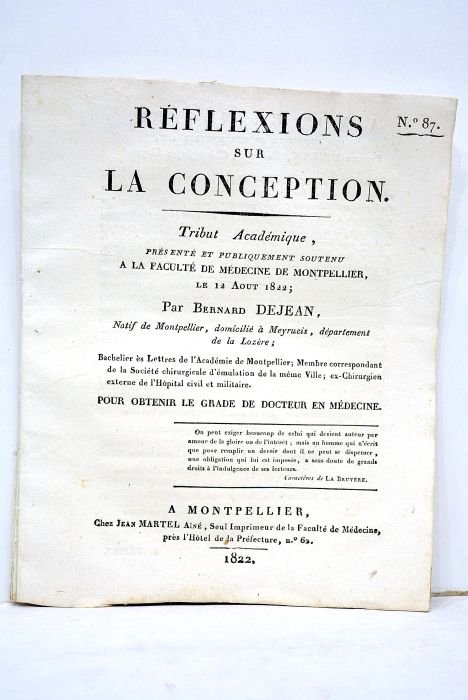 RÉFLEXIONS
N.º 87.
SUR
LA CONCEPTION.
Tribut Académique,
PRÉSENTÉ ET PUBLIQUEMENT SOUTENU
A LA FACULTÉ DE MÉDECINE DE MONTPELLIER,
LE 12 AOUT 1822;
Par BERNARD DEJEAN,
Natif de Montpellier, domicilié à Meyrueis, département
de la Lozère;
Bachelier ès Lettres de l'Académie de Montpellier; Membre correspondant
de la Société chirurgicale d'émulation de la même Ville; ex-Chirurgien
externe de l'Hôpital civil et militaire.
POUR OBTENIR LE GRADE DE DOCTEUR EN MÉDECINE.
On peut exiger beaucoup de celui qui devient auteur par
amour de la gloire ou de l'intérêt; mais un homme qui n'écrit
que pour remplir un devoir dont il ne peut se dispenser,
une obligation qui lui est imposée, a sans doute de grands
droits à l'indulgence de ses lecteurs.
Caractères de LA BRUYÈRE.
A MONTPELLIER,
Chez JEAN MARTEL AÎNÉ, Seul Imprimeur de la Faculté de Médecine,
près l'Hôtel de la Préfecture, n.º 62.
1822.